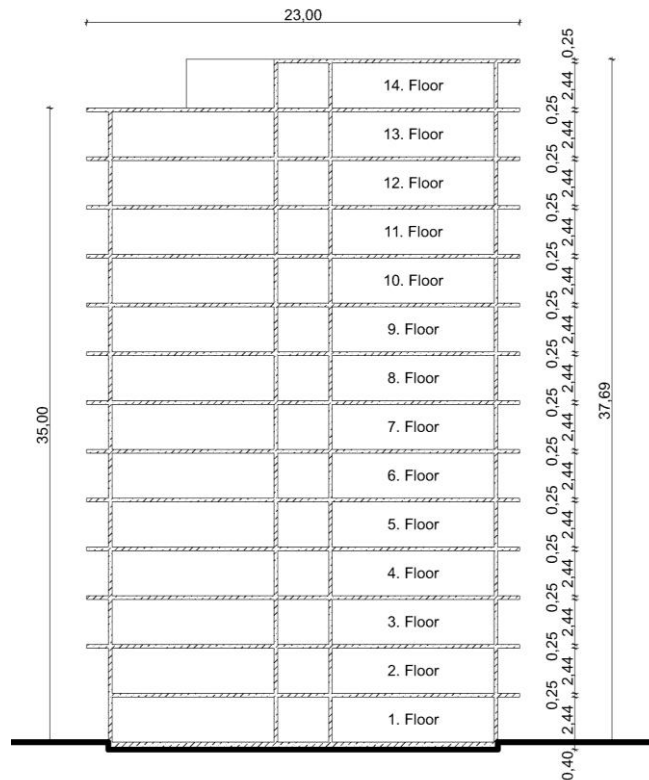 23,00
0,25
14. Floor
2,44
0,25
13. Floor
2,44
0,25
12. Floor
2,44
0,25
11. Floor
2,44
0,25
10. Floor
2,44
0,25
9. Floor
2,44
0,25
8. Floor
2,44
35,00
37,69
0,25
7. Floor
2,44
0,25
6. Floor
2,44
0,25
5. Floor
2,44
0,25
4. Floor
2,44
0,25
3. Floor
2,44
0,25
2. Floor
2,44
0,25
1. Floor
2,44
0,40